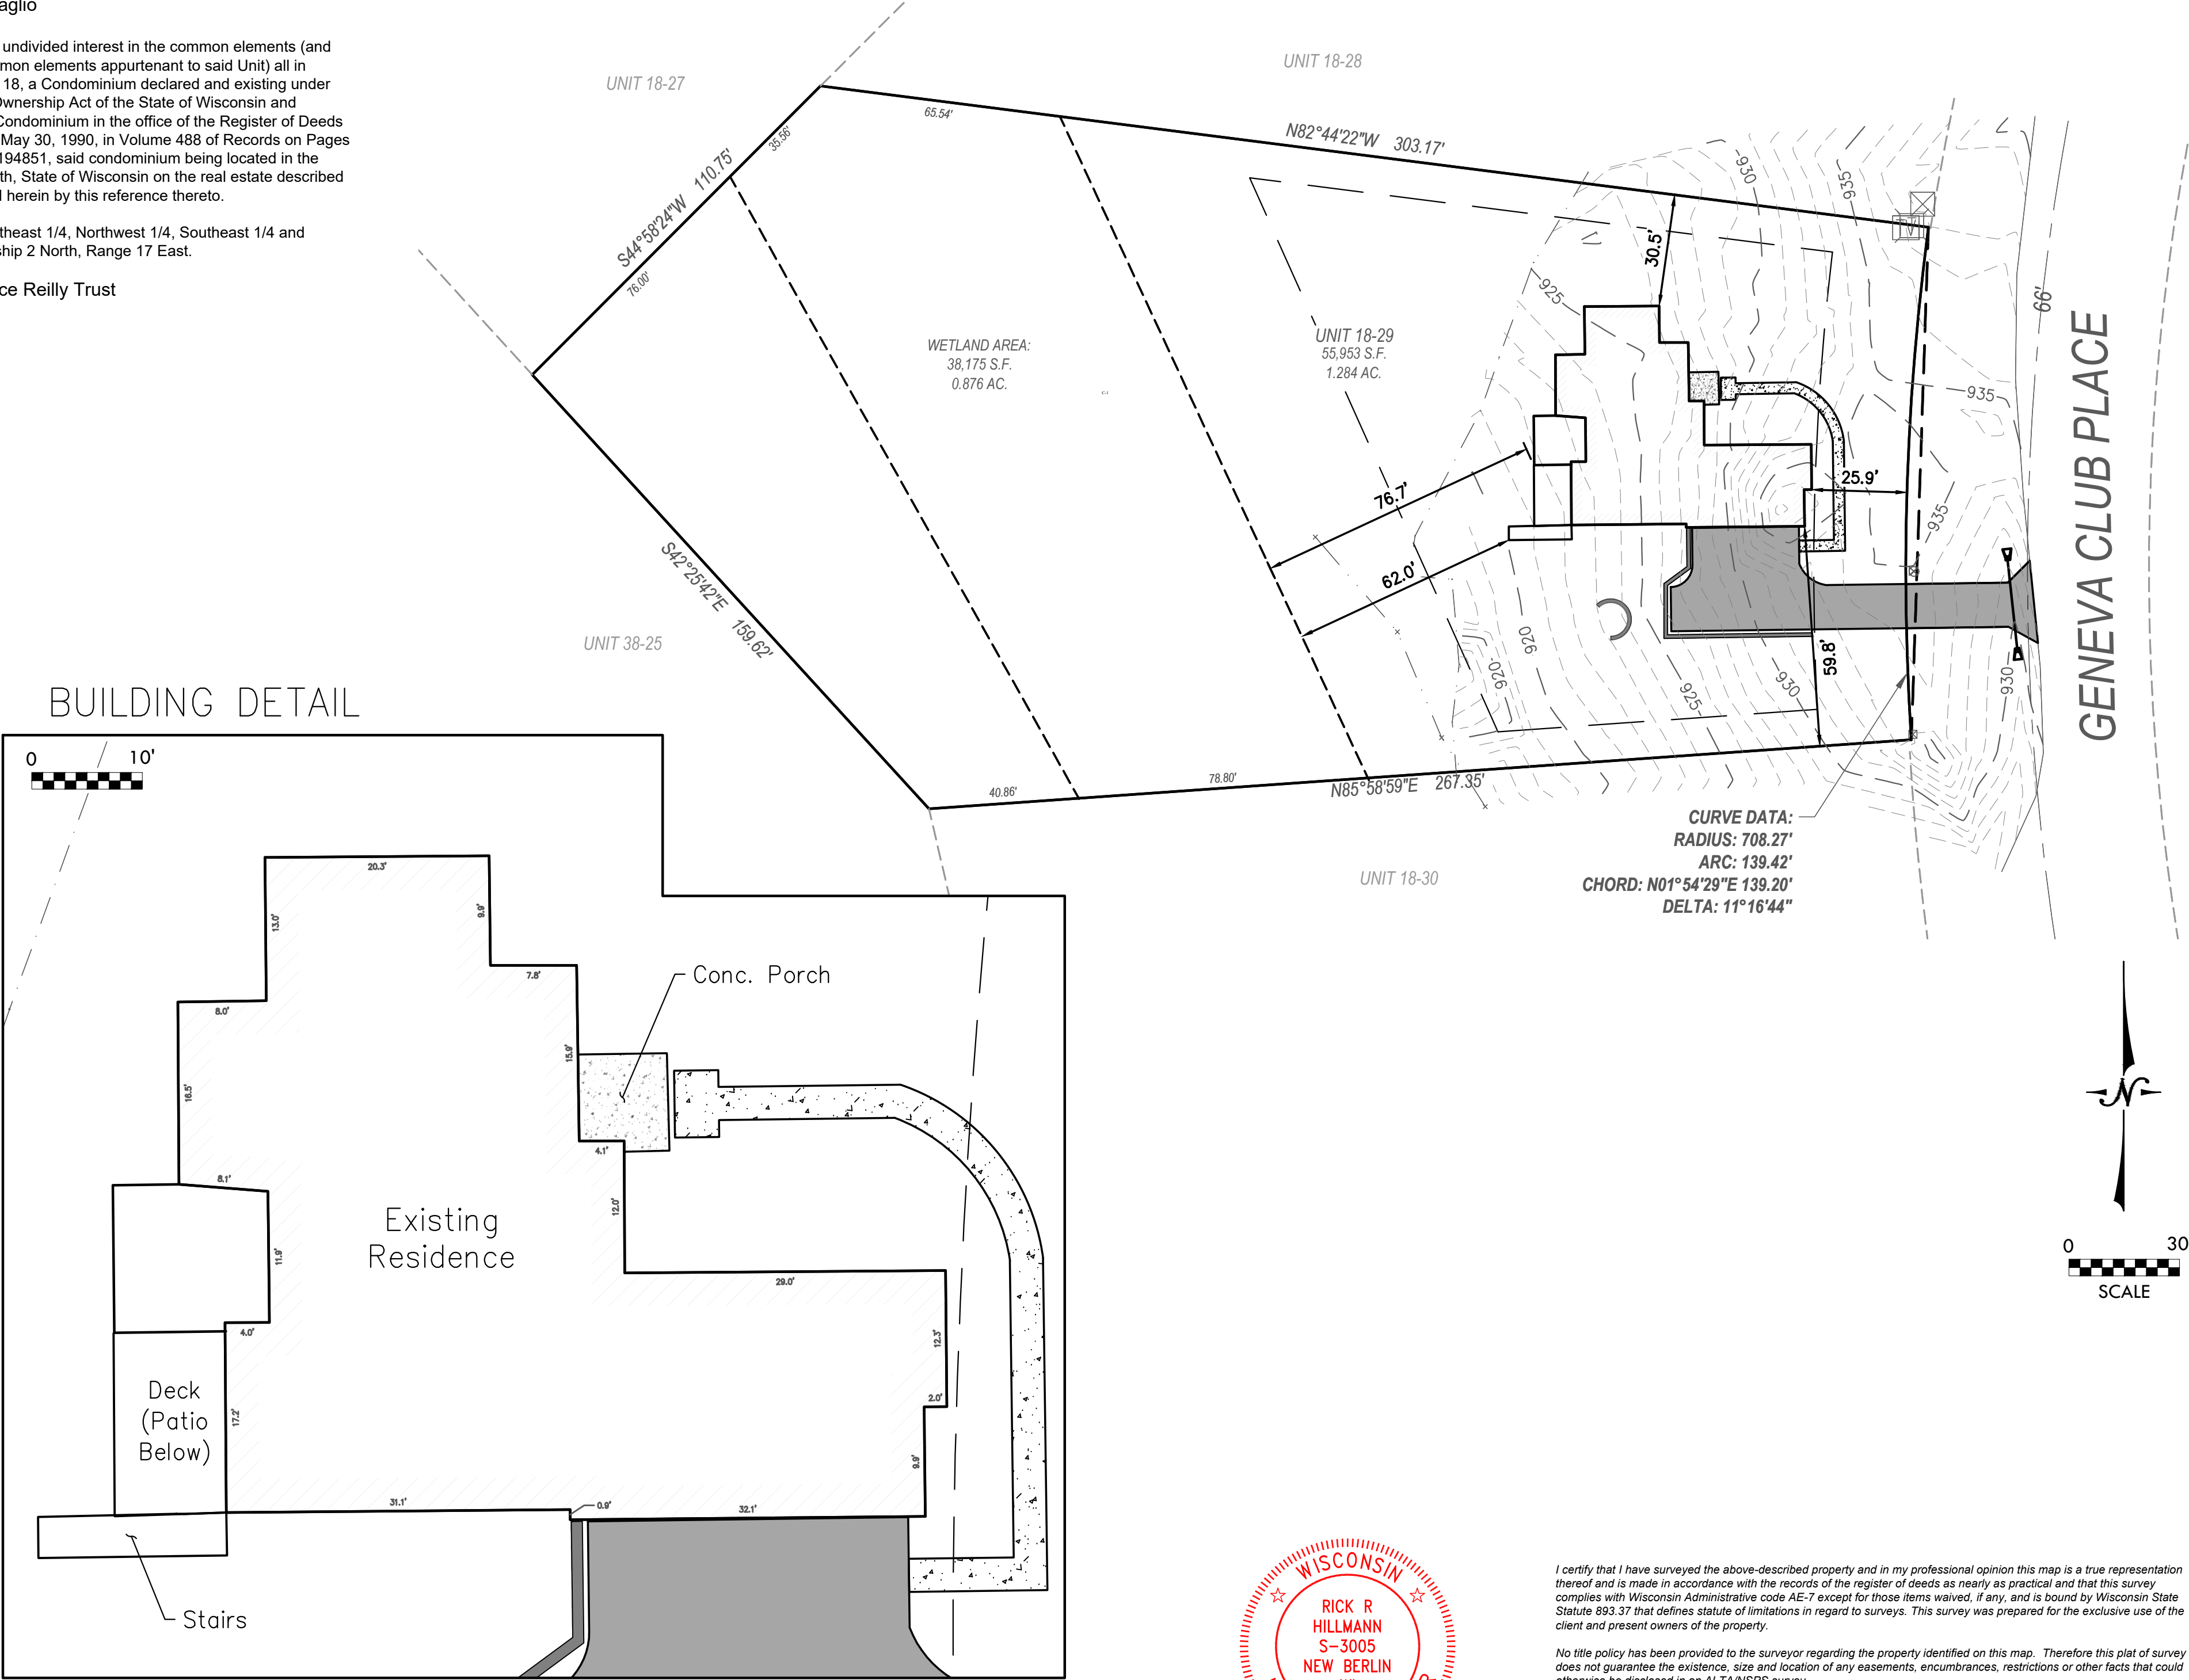 aglio
undivided interest in the common elements (and
mon elements appurtenant to said Unit) all in
18, a Condominium declared and existing under
Ownership Act of the State of Wisconsin and
Condominium in the office of the Register of Deeds
May 30, 1990, in Volume 488 of Records on Pages
194851, said condominium being located in the
th, State of Wisconsin on the real estate described
herein by this reference thereto.
theast 1/4, Northwest 1/4, Southeast 1/4 and
ship 2 North, Range 17 East.
ce Reilly Trust
UNIT 18-27
UNIT 18-28
65.54'
N82°44'22"W 303.17'
35.56'
S44°58'24"W 110.75'
76.00'
WETLAND AREA:
38,175 S.F.
0.876 AC.
C-1
UNIT 18-29
55,953 S.F.
1.284 AC.
930
935
925
30.5'
66'
935
GENEVA CLUB PLACE
76.7'
25.9'
935
62.0'
S42°25'42"E 159.62'
UNIT 38-25
920
920
925
930
59.8'
930
40.86'
78.80'
N85°58'59"E 267.35'
UNIT 18-30
CURVE DATA:
RADIUS: 708.27'
ARC: 139.42'
CHORD: N01°54'29"E 139.20'
DELTA: 11°16'44"
BUILDING DETAIL
0 10'
20.3'
13.0'
9.9'
7.8'
Conc. Porch
8.0'
15.9'
16.5'
4.1'
8.1'
12.0'
Existing
Residence
11.9'
29.0'
4.0'
12.3'
Deck
(Patio
Below)
17.2'
2.0'
9.9'
31.1'
0.9'
32.1'
Stairs
N
0 30
SCALE
WISCONSIN
RICK R
HILLMANN
S-3005
NEW BERLIN
I certify that I have surveyed the above-described property and in my professional opinion this map is a true representation
thereof and is made in accordance with the records of the register of deeds as nearly as practical and that this survey
complies with Wisconsin Administrative code AE-7 except for those items waived, if any, and is bound by Wisconsin State
Statute 893.37 that defines statute of limitations in regard to surveys. This survey was prepared for the exclusive use of the
client and present owners of the property.
No title policy has been provided to the surveyor regarding the property identified on this map. Therefore this plat of survey
does not guarantee the existence, size and location of any easements, encumbrances, restrictions or other facts that could
otherwise be disclosed in an ALTA/NSPS survey.